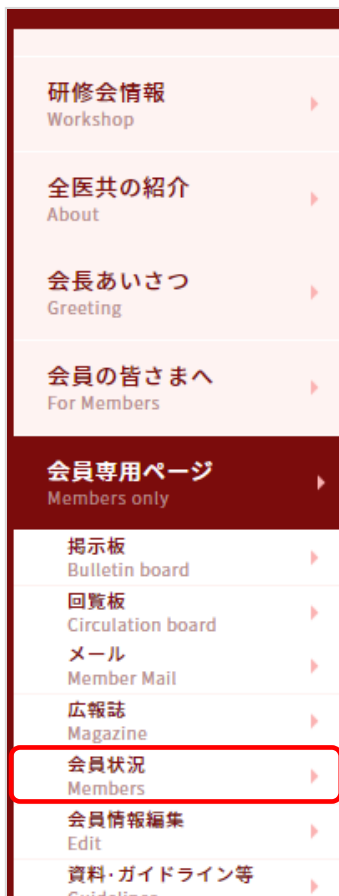 研修会情報
Workshop
全医共の紹介
About
会長あいさつ
Greeting
会員の皆さまへ
For Members
会員専用ページ
Members only
掲示板
Bulletin board
回覧板
Circulation board
メール
Member Mail
広報誌
Magazine
会員状況
Members
会員情報編集
Edit
資料・ガイドライン等
Guidelines